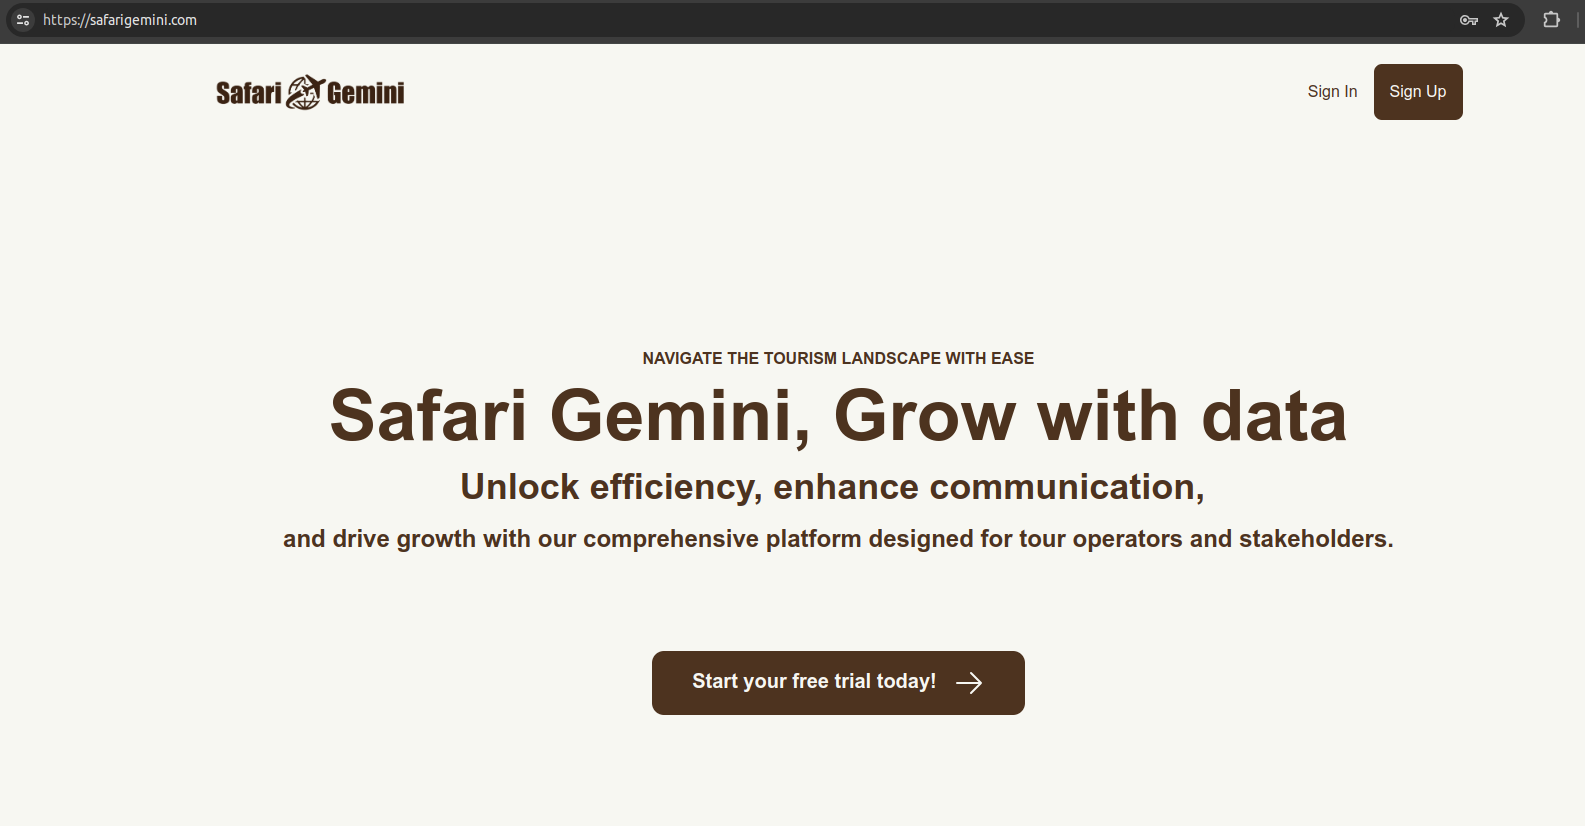 https://safarigemini.com
Safari Gemini
Sign In
Sign Up
NAVIGATE THE TOURISM LANDSCAPE WITH EASE
Safari Gemini, Grow with data
Unlock efficiency, enhance communication,
and drive growth with our comprehensive platform designed for tour operators and stakeholders.
Start your free trial today!